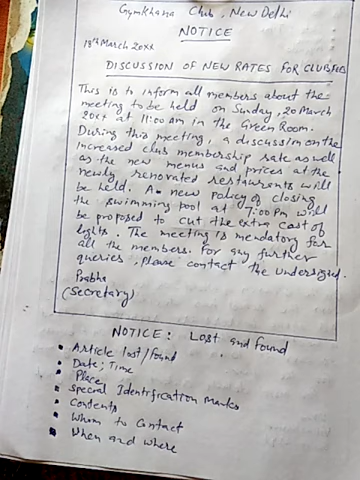 Gymkhana Club, New Delhi
NOTICE
18th March 20xx
DISCUSSION OF NEW RATES FOR CLUB FEES
This is to inform all members about the
meeting to be held on Sunday, 20 March
20xx at 11:00 am in the Green Room.
During this meeting, a discussion on the
increased club membership rate as well
as the new menus and prices at the
newly renovated restaurants will
be held. A new policy of closing
the swimming pool at 7:00 Pm will
be proposed to cut the extra cost of
lights. The meeting is mandatory for
all the members. For any further
queries, please contact the undersigned.
Prabha
(Secretary)
NOTICE: Lost and Found
• Article lost/found
• Date; Time
• Place
• Special Identification marks
• Contents
• Whom to Contact
• When and where